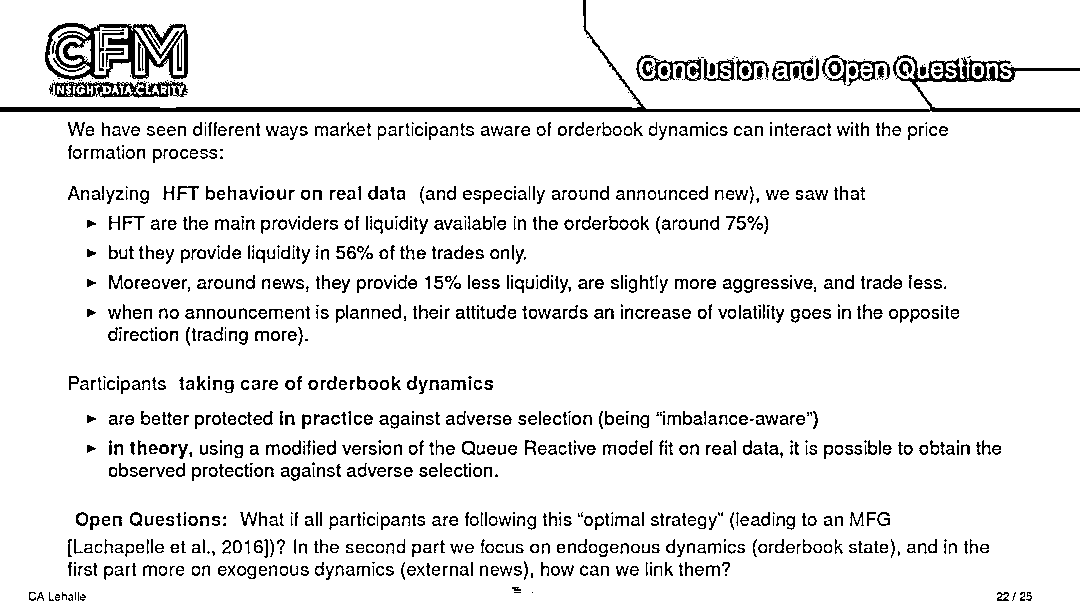 CFM
INSIGHT DATA CLARITY
Conclusion and Open Questions
We have seen different ways market participants aware of orderbook dynamics can interact with the price
formation process:
Analyzing HFT behaviour on real data (and especially around announced new), we saw that
► HFT are the main providers of liquidity available in the orderbook (around 75%)
► but they provide liquidity in 56% of the trades only.
► Moreover, around news, they provide 15% less liquidity, are slightly more aggressive, and trade less.
► when no announcement is planned, their attitude towards an increase of volatility goes in the opposite
direction (trading more).
Participants taking care of orderbook dynamics
► are better protected in practice against adverse selection (being “imbalance-aware”)
► in theory, using a modified version of the Queue Reactive model fit on real data, it is possible to obtain the
observed protection against adverse selection.
Open Questions: What if all participants are following this “optimal strategy” (leading to an MFG
[Lachapelle et al., 2016])? In the second part we focus on endogenous dynamics (orderbook state), and in the
first part more on exogenous dynamics (external news), how can we link them?
CA Lehalle
22 / 25